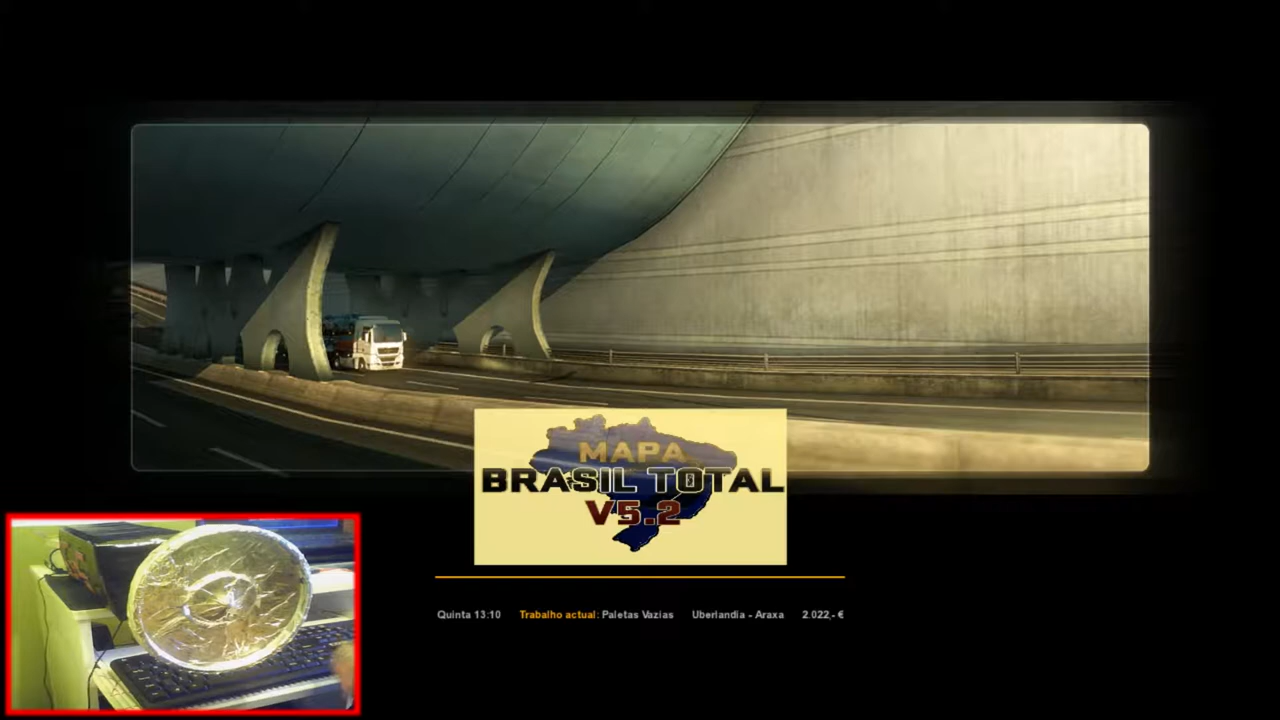 MAPA
BRASIL TOTAL
V5.2
Quinta 13:10 Trabalho actual: Paletas Vazias Uberlandia - Araxa 2.022,- €